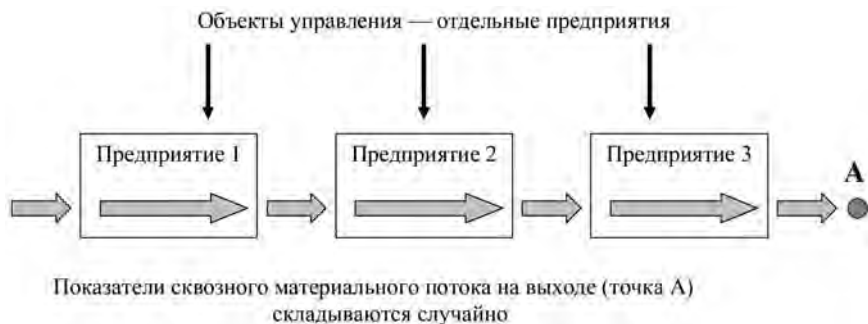 Объекты управления — отдельные предприятия
Предприятие 1
Предприятие 2
Предприятие 3
А
Показатели сквозного материального потока на выходе (точка А)
складываются случайно